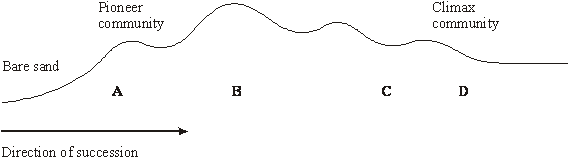 Pioneer
community
Climax
community
Bare sand
A
B
C
D
Direction of succession